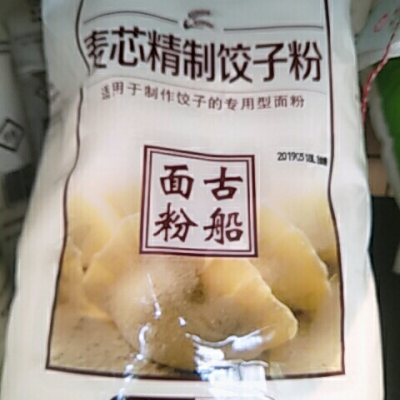 麦芯精制饺子粉
适用于制作饺子的专用型面粉
古船
面粉